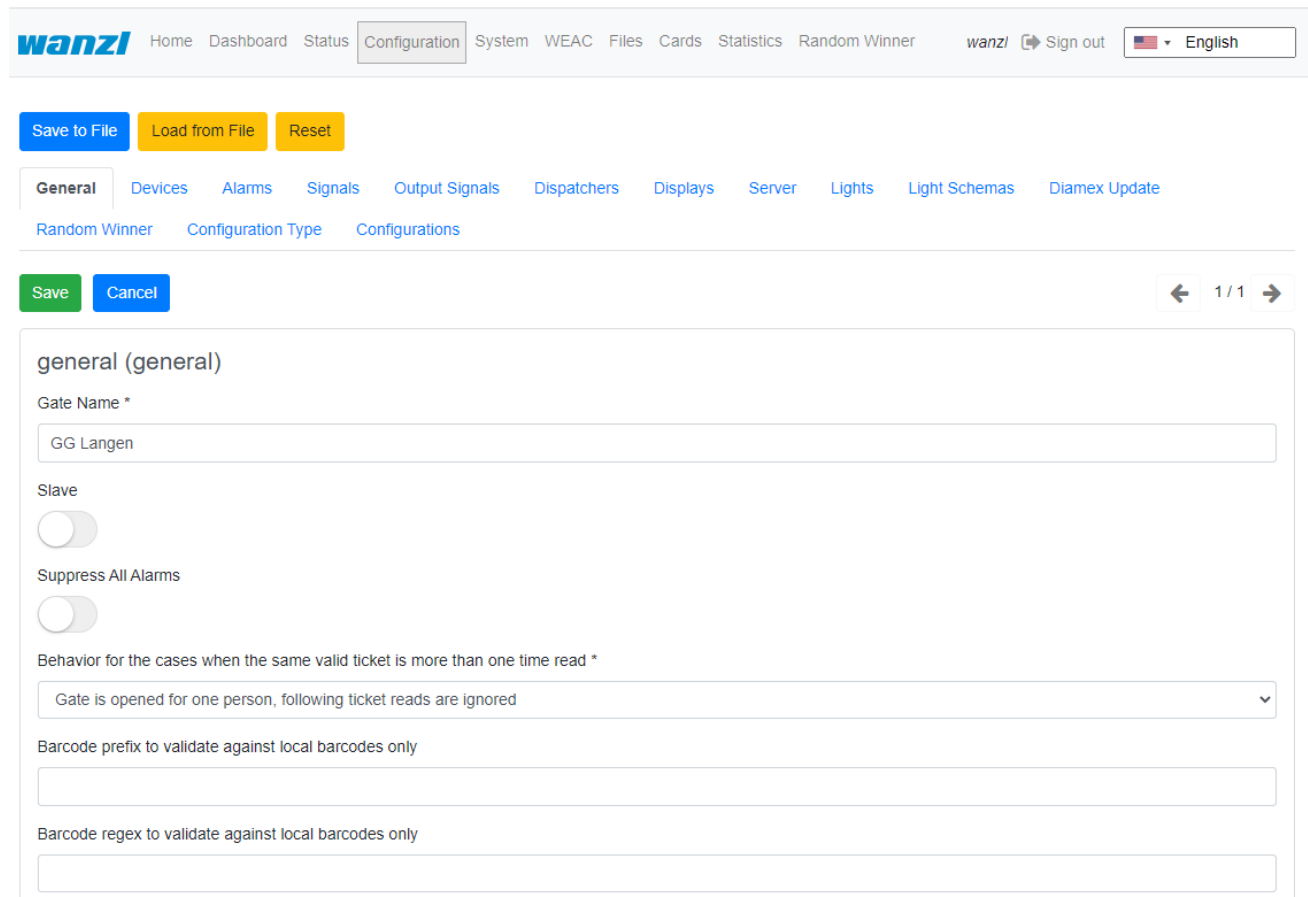 wanzl Home Dashboard Status Configuration System WEAC Files Cards Statistics Random Winner wanzl Sign out English
Save to File Load from File Reset
General Devices Alarms Signals Output Signals Dispatchers Displays Server Lights Light Schemas Diamex Update
Random Winner Configuration Type Configurations
Save Cancel 1 / 1
general (general)
Gate Name *
GG Langen
Slave
Suppress All Alarms
Behavior for the cases when the same valid ticket is more than one time read *
Gate is opened for one person, following ticket reads are ignored
Barcode prefix to validate against local barcodes only
Barcode regex to validate against local barcodes only